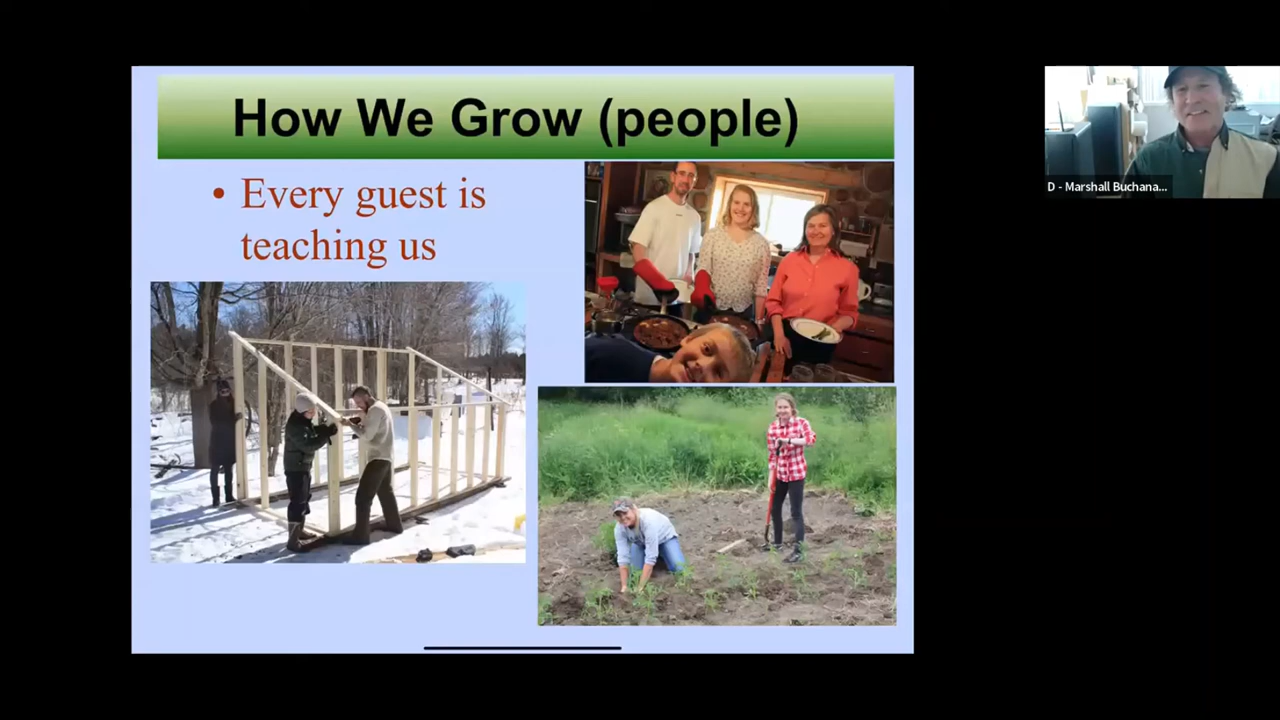 How We Grow (people)
• Every guest is
teaching us
D - Marshall Buchana...